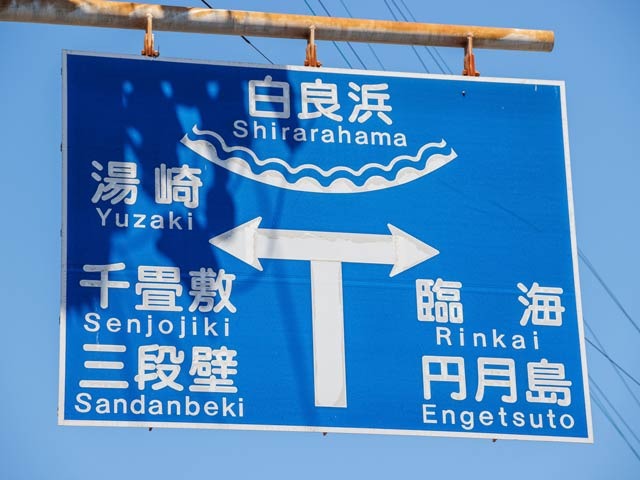 白良浜
Shirarahama
湯崎
Yuzaki
千畳敷
Senjojiki
三段壁
Sandanbeki
臨海
Rinkai
円月島
Engetsuto